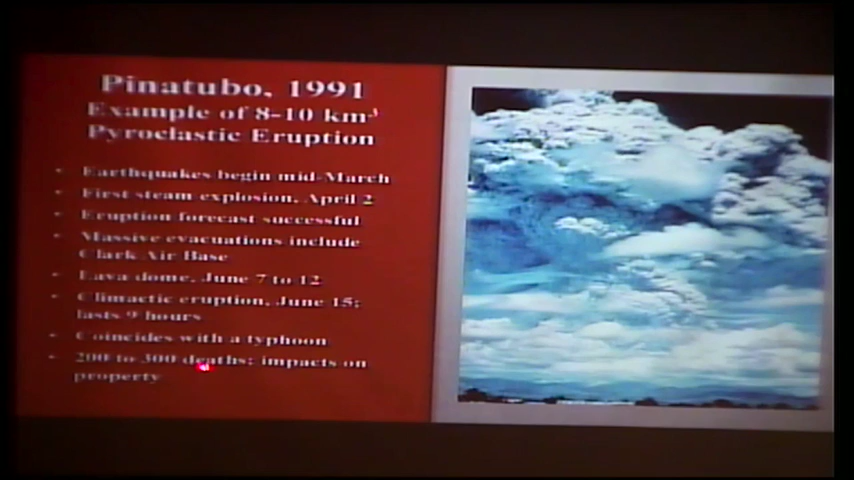 Pinatubo, 1991
Example of 8-10 km³
Pyroclastic Eruption
• Earthquakes begin mid-March
• First steam explosion, April 2
• Eruption forecast successful
• Massive evacuations include
Clark Air Base
• Lava dome, June 7 to 12
• Climactic eruption, June 15;
lasts 9 hours
• Coincides with a typhoon
• 200 to 300 deaths; impacts on
property